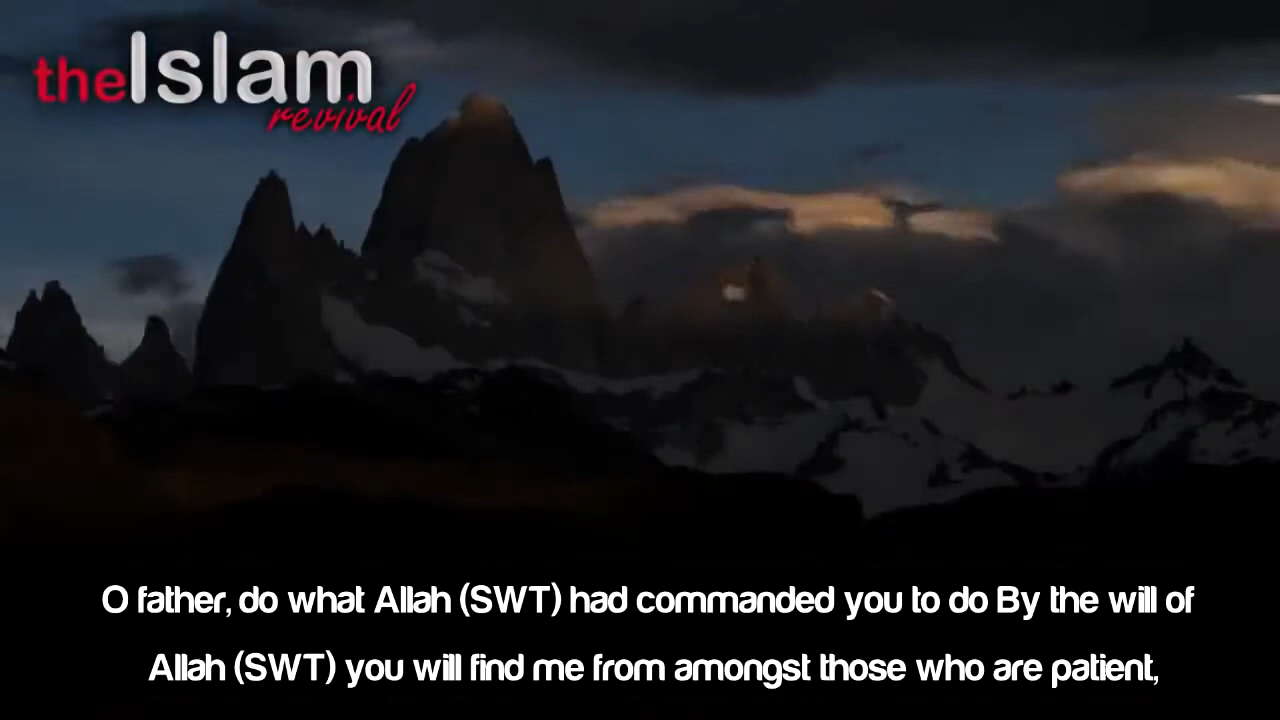 theIslam
revival
O father, do what Allah (SWT) had commanded you to do By the will of
Allah (SWT) you will find me from amongst those who are patient,